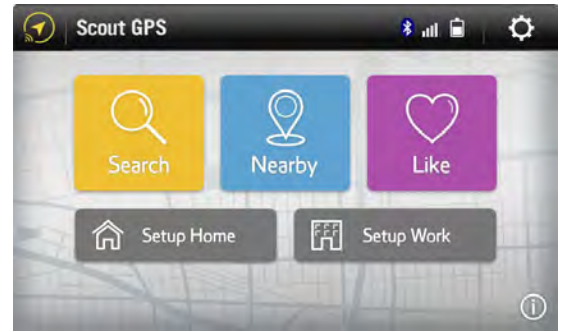 Scout GPS
Search
Nearby
Like
Setup Home
Setup Work